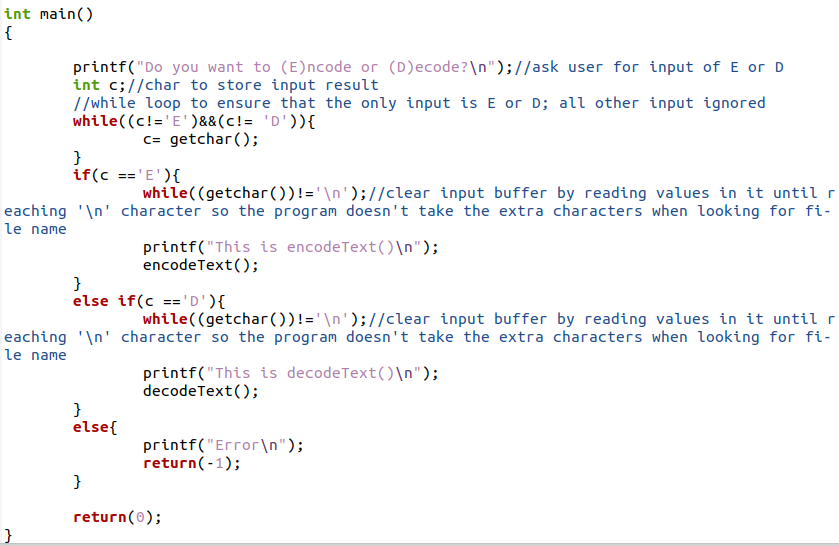 int main()
{
printf("Do you want to (E)ncode or (D)ecode?\n");//ask user for input of E or D
int c;//char to store input result
//while loop to ensure that the only input is E or D; all other input ignored
while((c!='E')&&(c!= 'D')){
c= getchar();
}
if(c =='E'){
while((getchar())!='\n');//clear input buffer by reading values in it until r
eaching '\n' character so the program doesn't take the extra characters when looking for fi-
le name
printf("This is encodeText()\n");
encodeText();
}
else if(c =='D'){
while((getchar())!='\n');//clear input buffer by reading values in it until r
eaching '\n' character so the program doesn't take the extra characters when looking for fi-
le name
printf("This is decodeText()\n");
decodeText();
}
else{
printf("Error\n");
return(-1);
}
return(0);
}